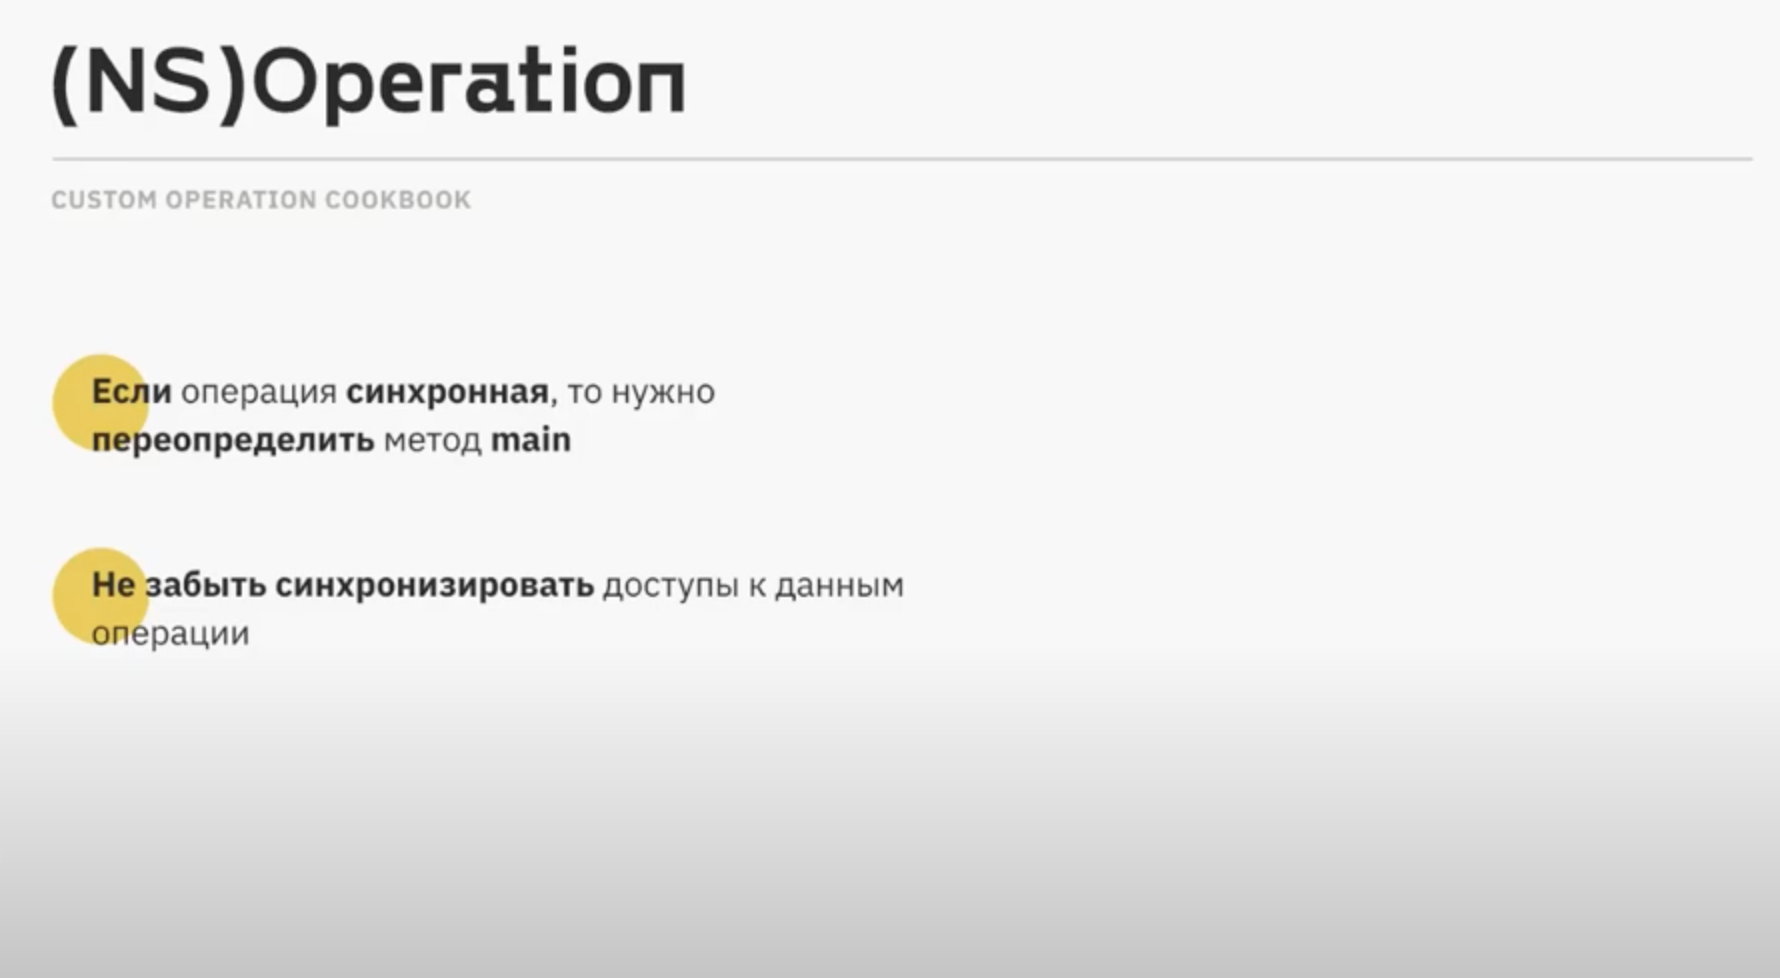 (NS)Operation
CUSTOM OPERATION COOKBOOK
Если операция синхронная, то нужно
переопределить метод main
Не забыть синхронизировать доступы к данным
операции